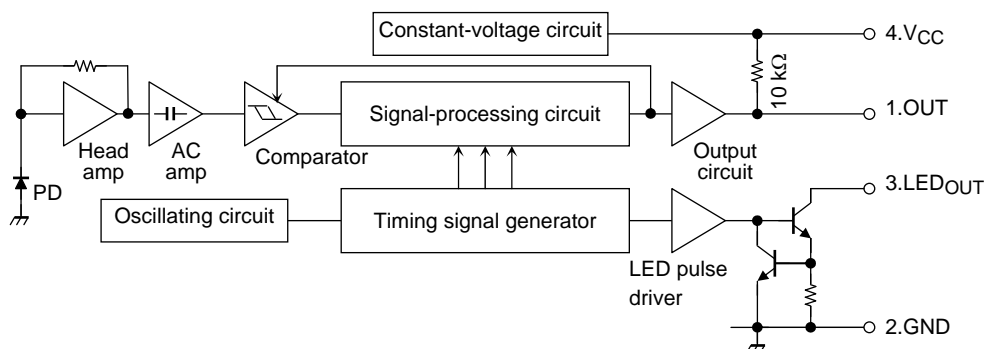 Constant-voltage circuit
4.VCC
10 kΩ
1.OUT
Signal-processing circuit
Head
amp
AC
amp
Comparator
Output
circuit
PD
3.LEDOUT
Oscillating circuit
Timing signal generator
LED pulse
driver
2.GND